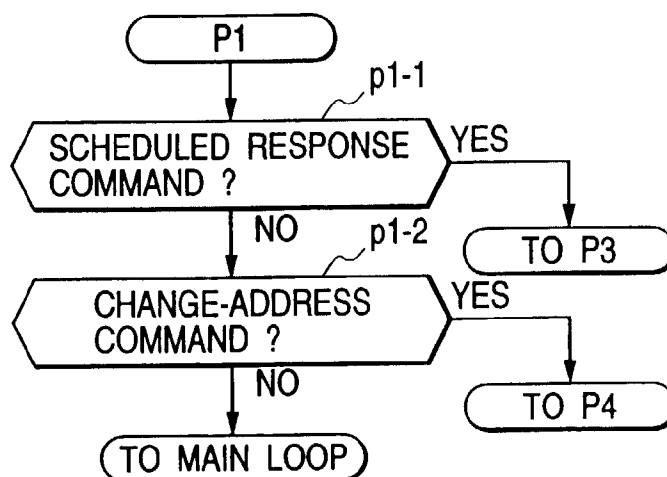 P1
p1-1
SCHEDULED RESPONSE
COMMAND ?
YES
NO
TO P3
p1-2
CHANGE-ADDRESS
COMMAND ?
YES
NO
TO P4
TO MAIN LOOP